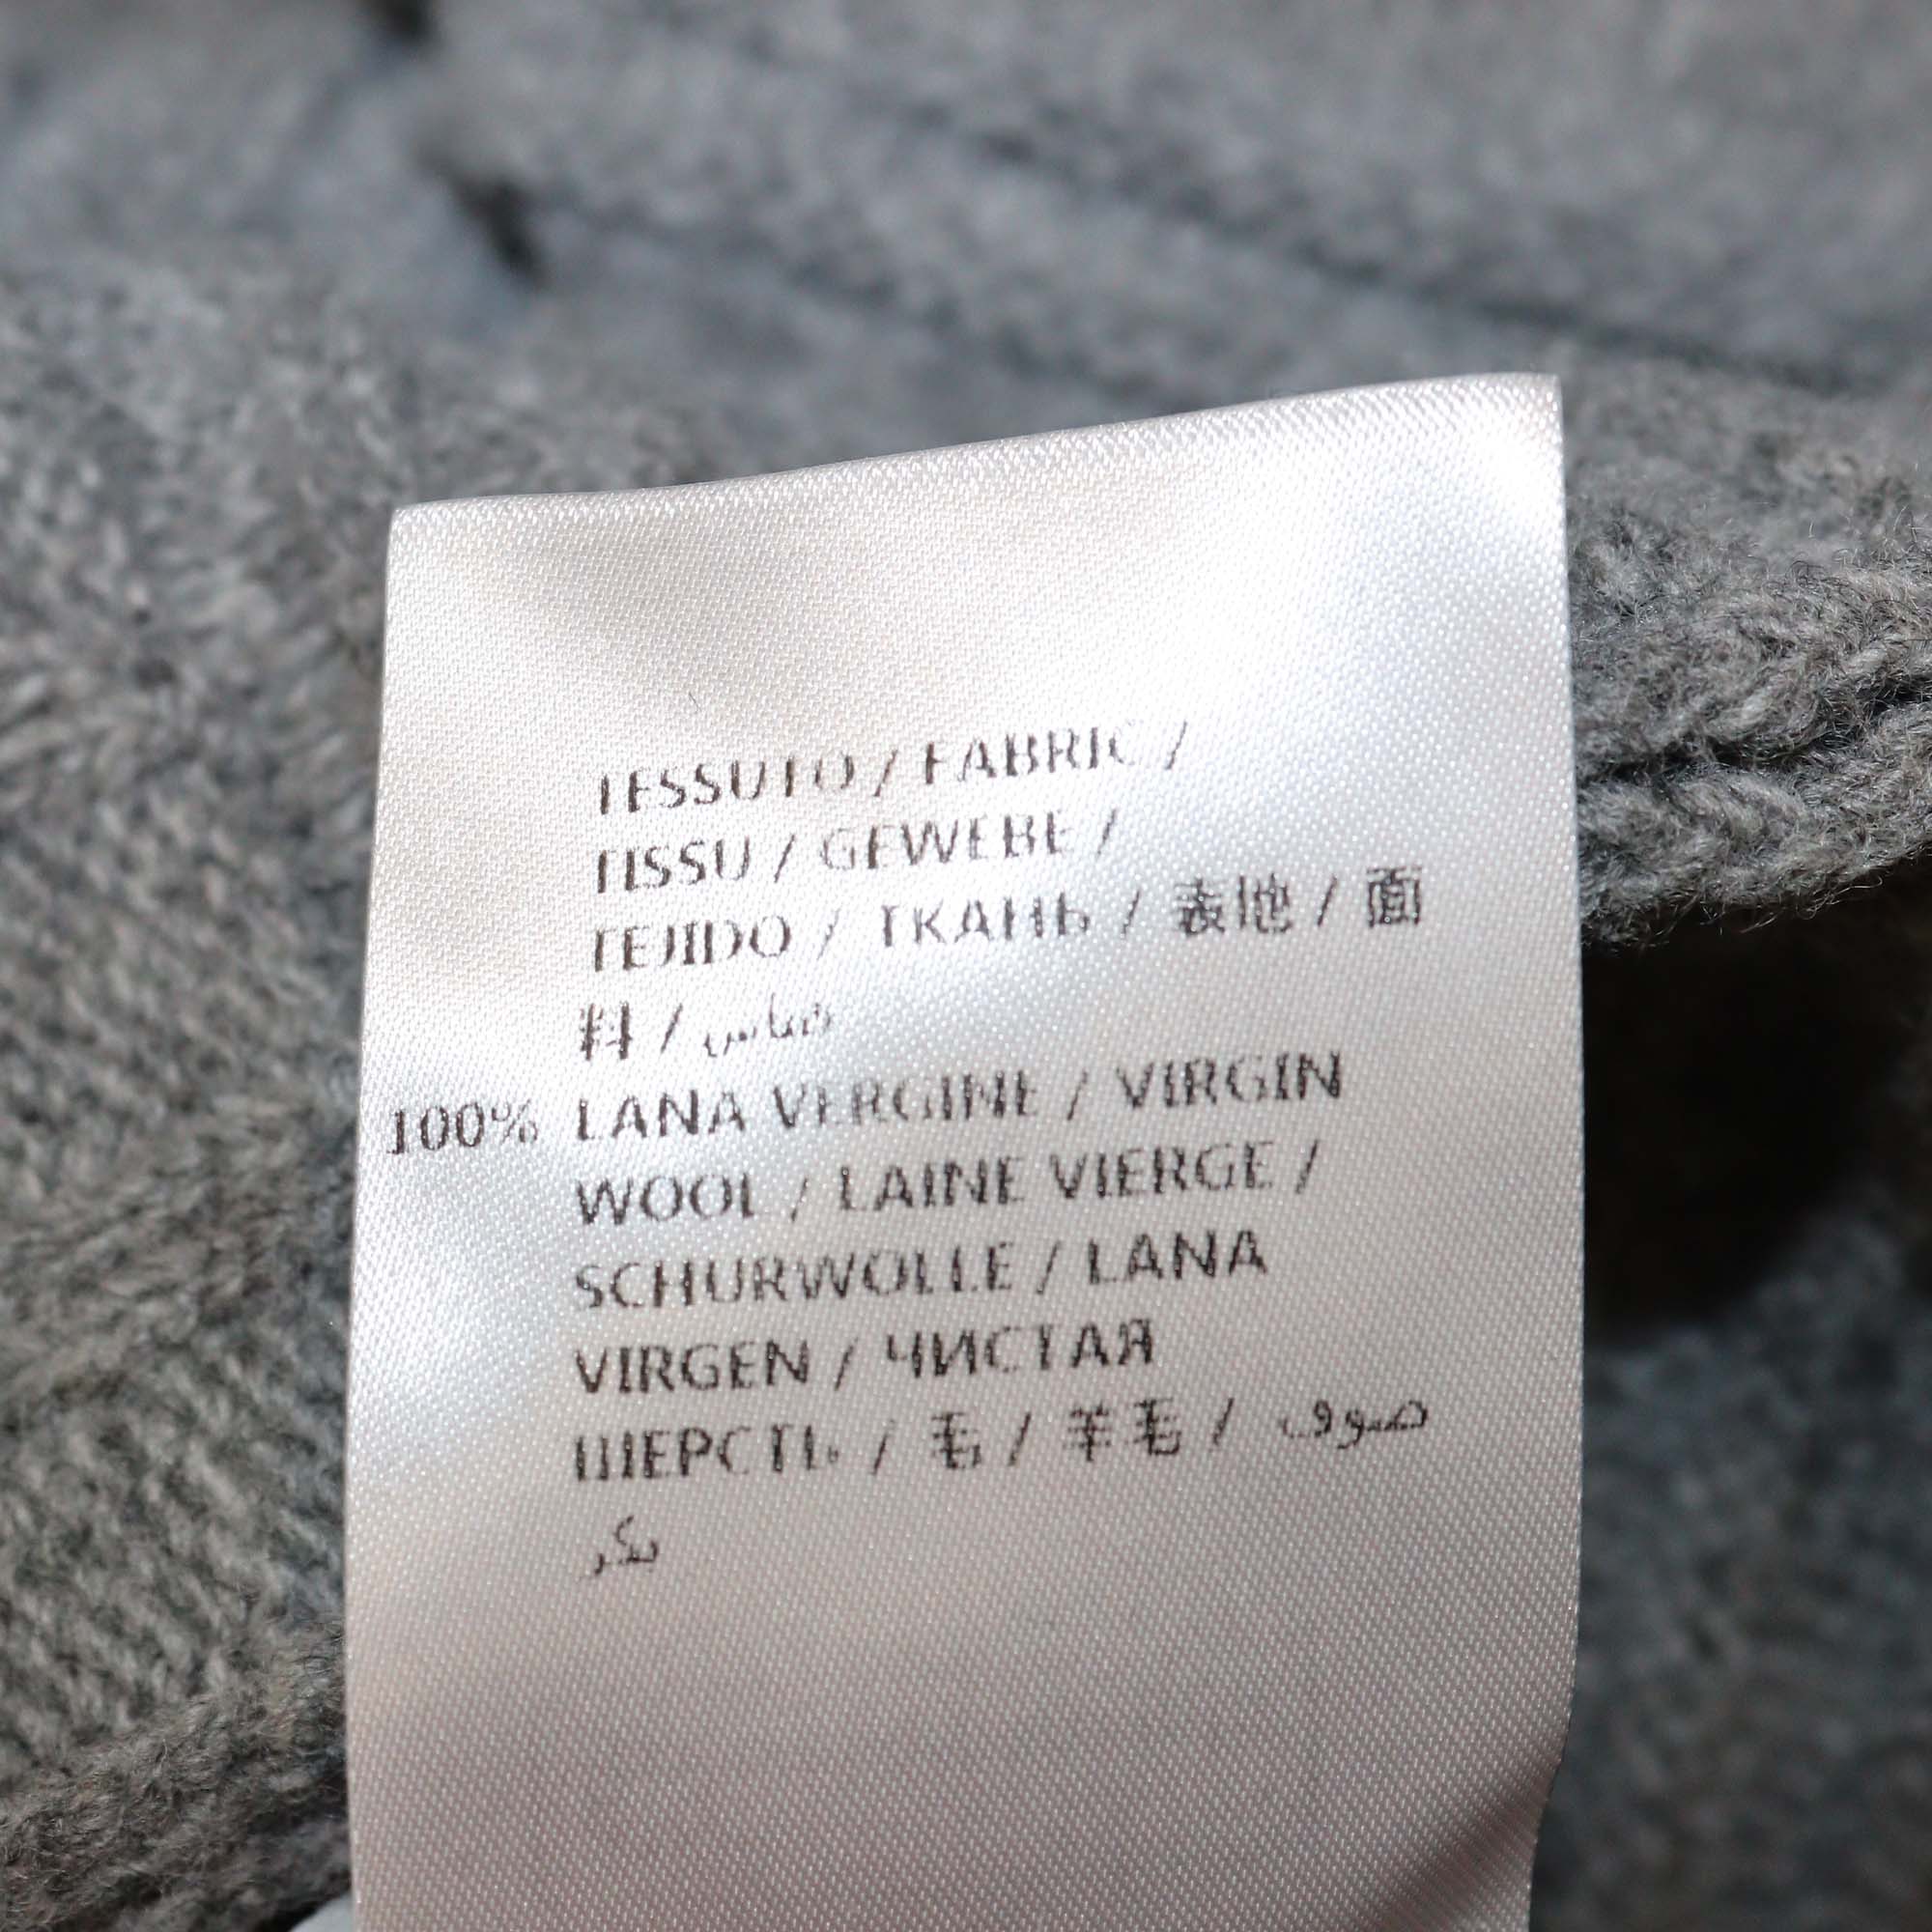 TESSUTO / FABRIC /
TISSU / GEWEBE /
TEJIDO / ТКАНЬ / 表地 / 面
料 / قماش
100% LANA VERGINE / VIRGIN
WOOL / LAINE VIERGE /
SCHURWOLLE / LANA
VIRGEN / ЧИСТАЯ
ШЕРСТЬ / 毛 / 羊毛 / صوف
بكر